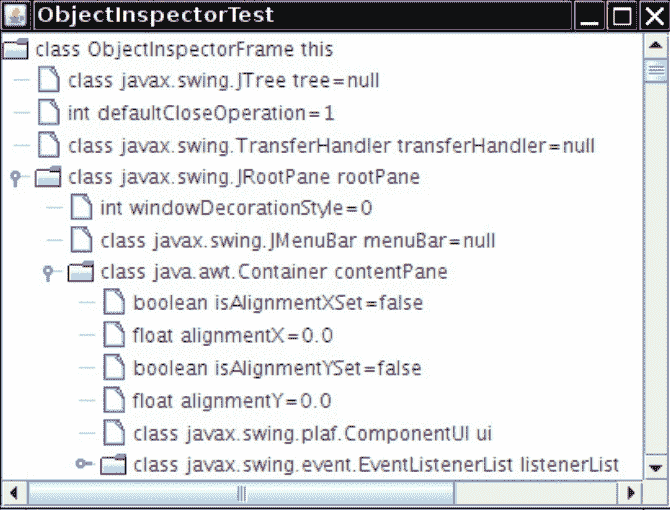 ObjectInspectorTest
class ObjectInspectorFrame this
class javax.swing.JTree tree=null
int defaultCloseOperation=1
class javax.swing.TransferHandler transferHandler=null
class javax.swing.JRootPane rootPane
int windowDecorationStyle=0
class javax.swing.JMenuBar menuBar=null
class java.awt.Container contentPane
boolean isAlignmentXSet=false
float alignmentX=0.0
boolean isAlignmentYSet=false
float alignmentY=0.0
class javax.swing.plaf.ComponentUI ui
class javax.swing.event.EventListenerList listenerList